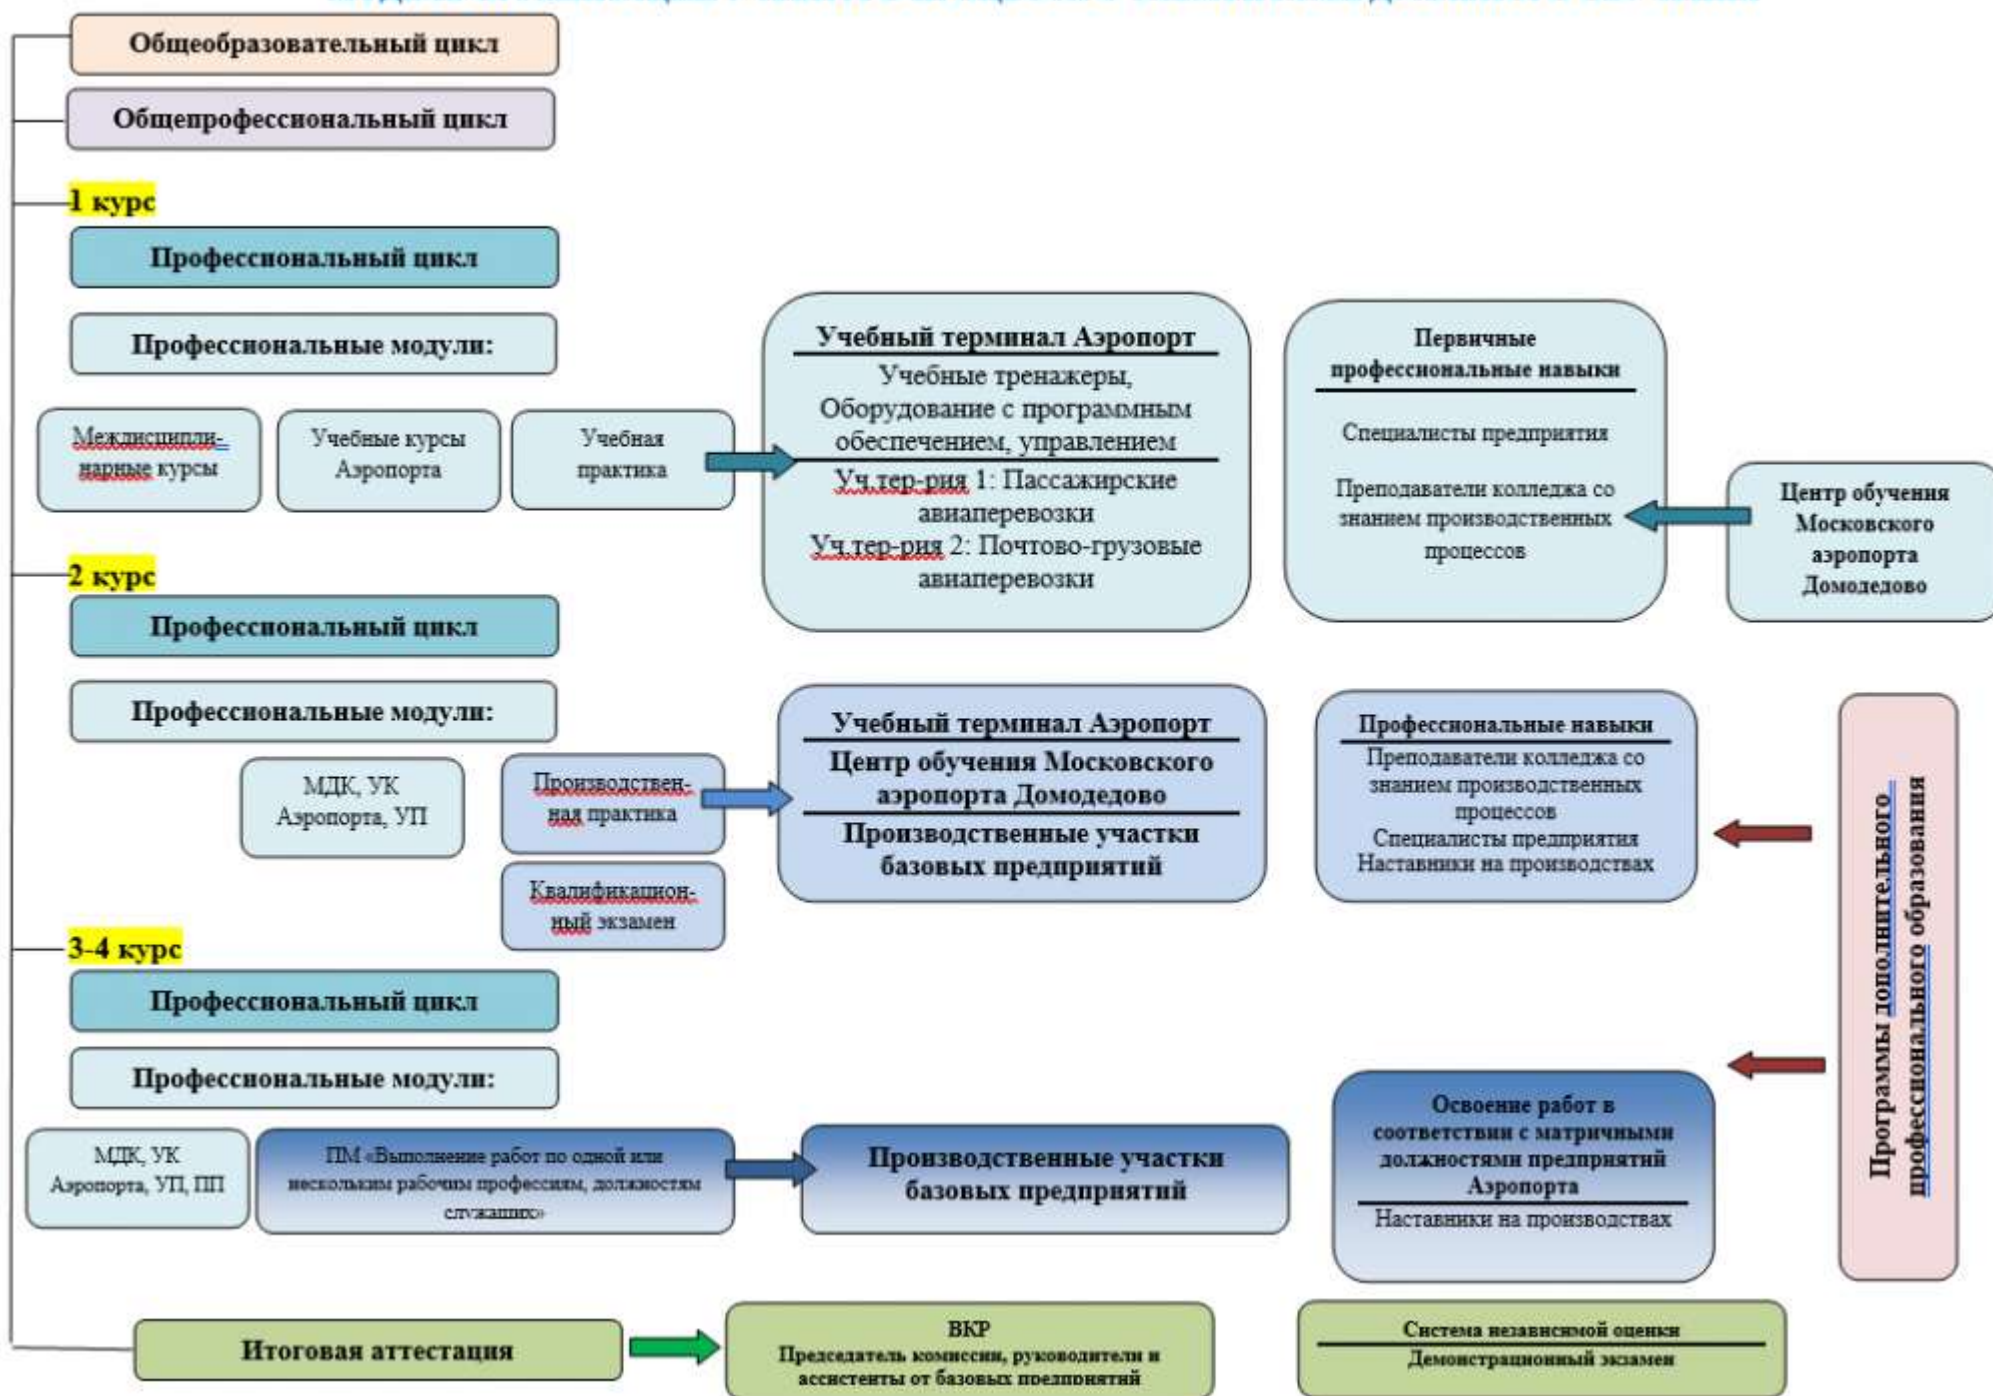 Общеобразовательный цикл
Общепрофессиональный цикл
1 курс
Профессиональный цикл
Профессиональные модули:
Междисципли-
нарные курсы
Учебные курсы
Аэропорта
Учебная
практика
Учебный терминал Аэропорт
Учебные тренажеры,
Оборудование с программным
обеспечением, управлением
Уч.тер-рия 1: Пассажирские
авиаперевозки
Уч.тер-рия 2: Почтово-грузовые
авиаперевозки
Первичные
профессиональные навыки
Специалисты предприятия
Преподаватели колледжа со
знанием производственных
процессов
Центр обучения
Московского
аэропорта
Домодедово
2 курс
Профессиональный цикл
Профессиональные модули:
МДК, УК
Аэропорта, УП
Производствен-
ная практика
Квалификацион-
ный экзамен
Учебный терминал Аэропорт
Центр обучения Московского
аэропорта Домодедово
Производственные участки
базовых предприятий
Профессиональные навыки
Преподаватели колледжа со
знанием производственных
процессов
Специалисты предприятия
Наставники на производствах
Программы дополнительного
профессионального образования
3-4 курс
Профессиональный цикл
Профессиональные модули:
МДК, УК
Аэропорта, УП, ПП
ПМ «Выполнение работ по одной или
нескольким рабочим профессиям, должностям
служащих»
Производственные участки
базовых предприятий
Освоение работ в
соответствии с матричными
должностями предприятий
Аэропорта
Наставники на производствах
Итоговая аттестация
ВКР
Председатель комиссии, руководители и
ассистенты от базовых предприятий
Система независимой оценки
Демонстрационный экзамен